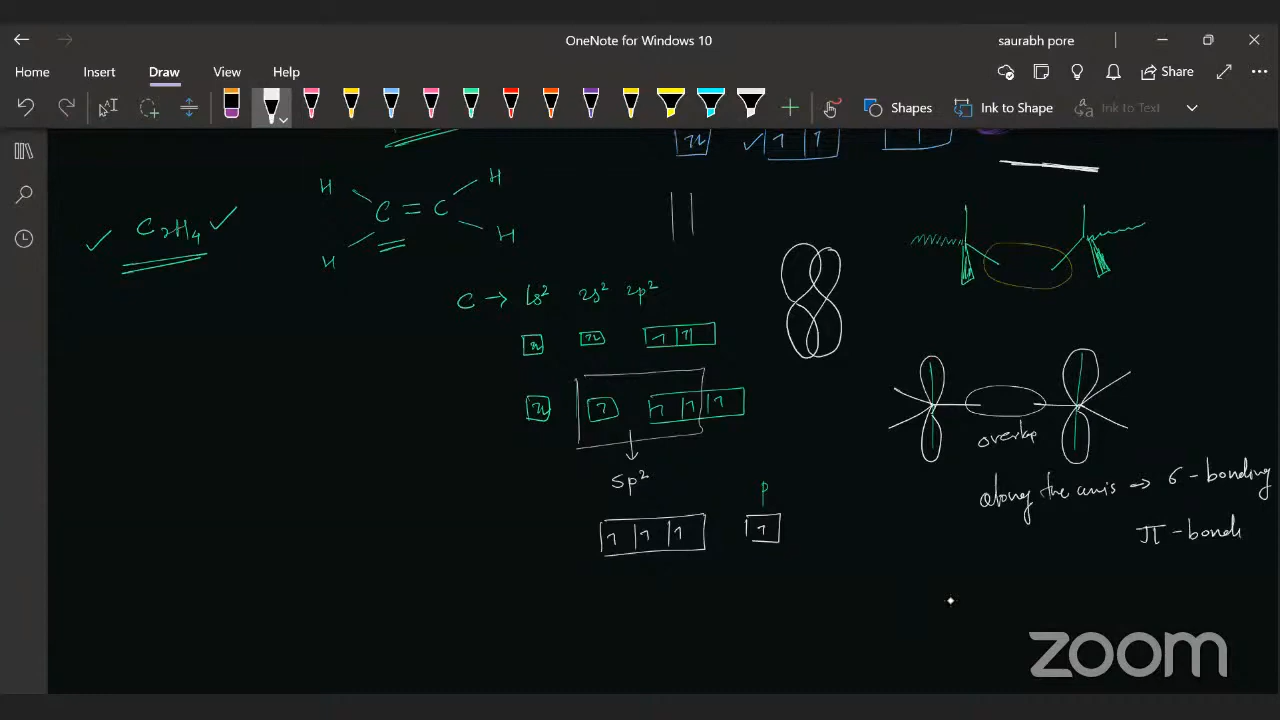 OneNote for Windows 10
saurabh pore
Home Insert Draw View Help
Share
Shapes
Ink to Shape
Ink to Text
C₂H₄
H H
C = C
H H
C → 1s² 2s² 2p²
sp²
p
overlap
along the axis → σ - bonding
π - bond
zoom